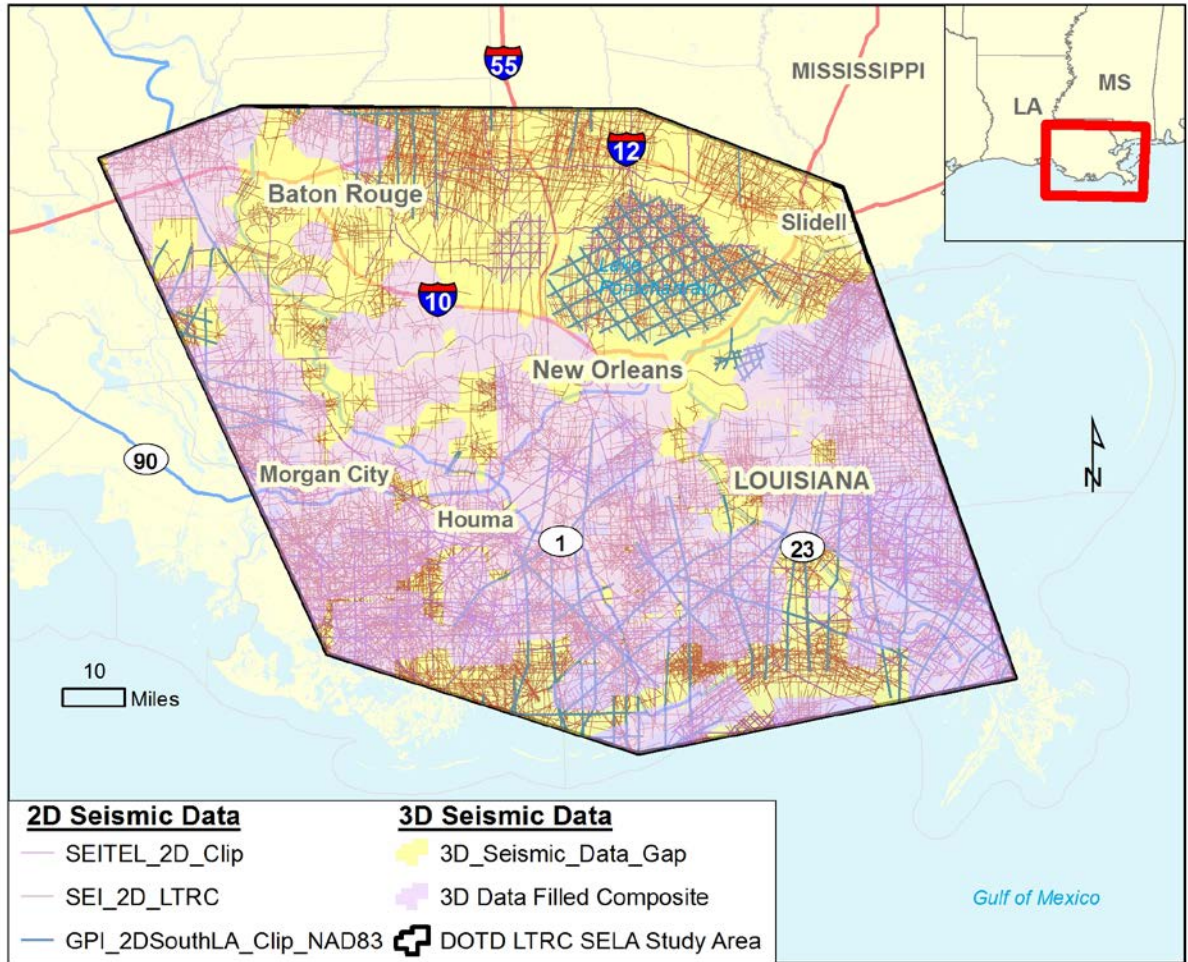 55
MISSISSIPPI
MS
LA
12
Baton Rouge
Slidell
Lake
Pontchartrain
10
New Orleans
90
Morgan City
LOUISIANA
N
Houma
1
23
10
Miles
2D Seismic Data
SEITEL_2D_Clip
SEI_2D_LTRC
GPI_2DSouthLA_Clip_NAD83
3D Seismic Data
3D_Seismic_Data_Gap
3D Data Filled Composite
DOTD LTRC SELA Study Area
Gulf of Mexico